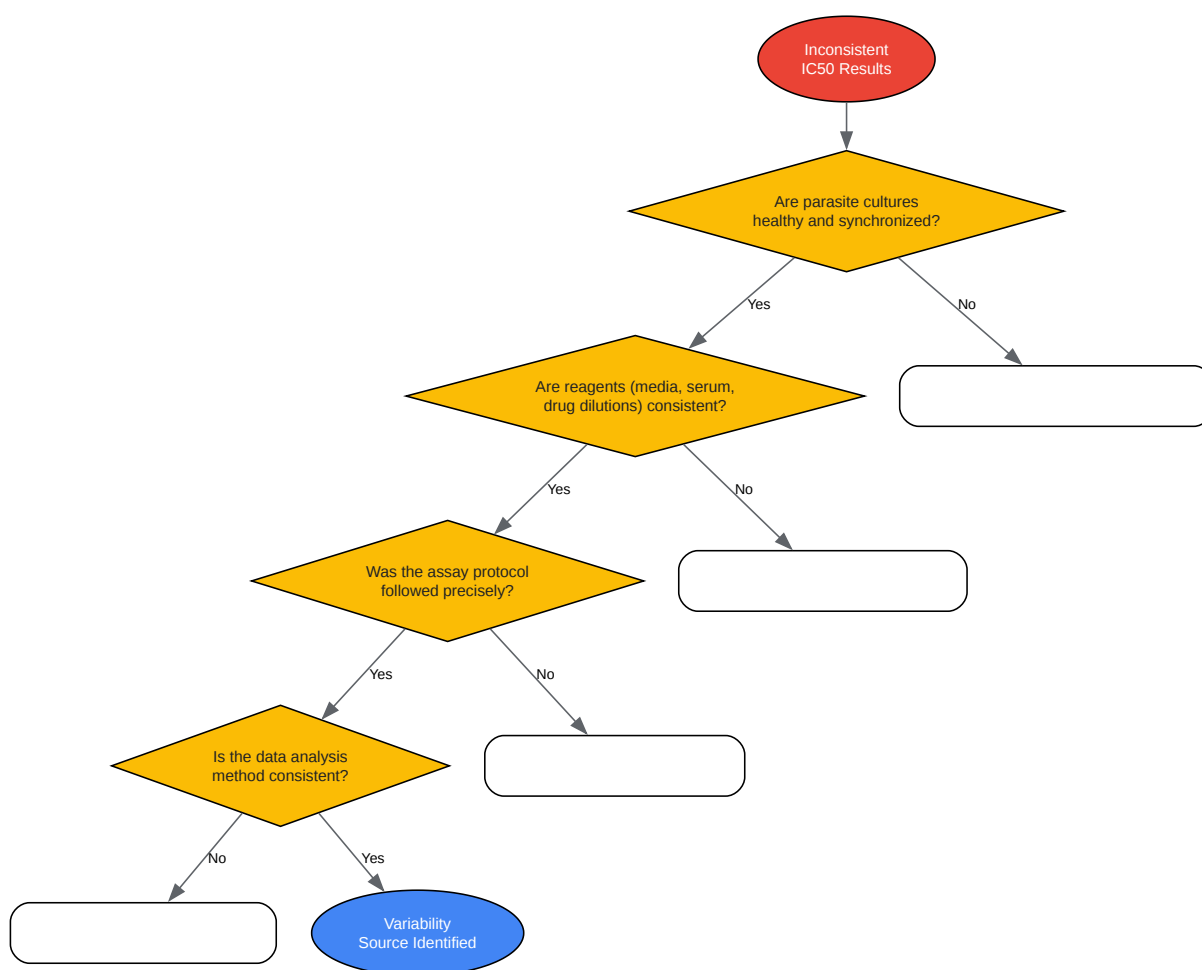 Inconsistent
IC50 Results
Are parasite cultures
healthy and synchronized?
Yes
No
Are reagents (media, serum,
drug dilutions) consistent?
Yes
No
Was the assay protocol
followed precisely?
Yes
No
Is the data analysis
method consistent?
No
Yes
Variability
Source Identified